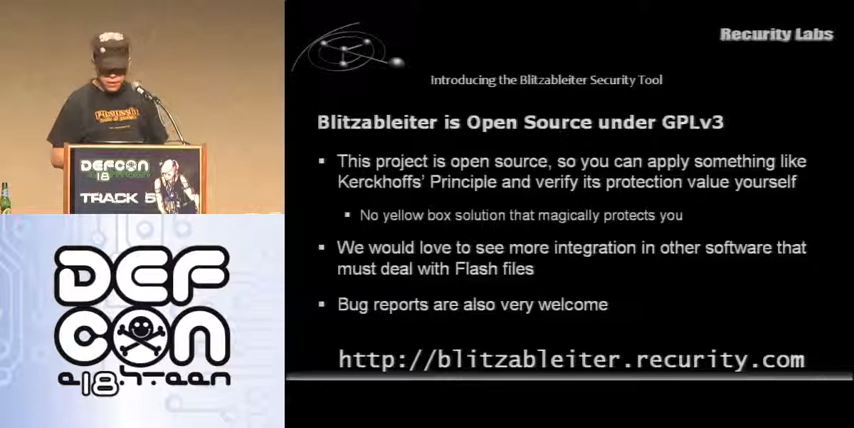 Recurity Labs
Introducing the Blitzableiter Security Tool
Blitzableiter is Open Source under GPLv3
▪ This project is open source, so you can apply something like
Kerckhoffs' Principle and verify its protection value yourself
▪ No yellow box solution that magically protects you
▪ We would love to see more integration in other software that
must deal with Flash files
▪ Bug reports are also very welcome
http://blitzableiter.recurity.com
DEFCON
18
TRACK 5
DEF
CON